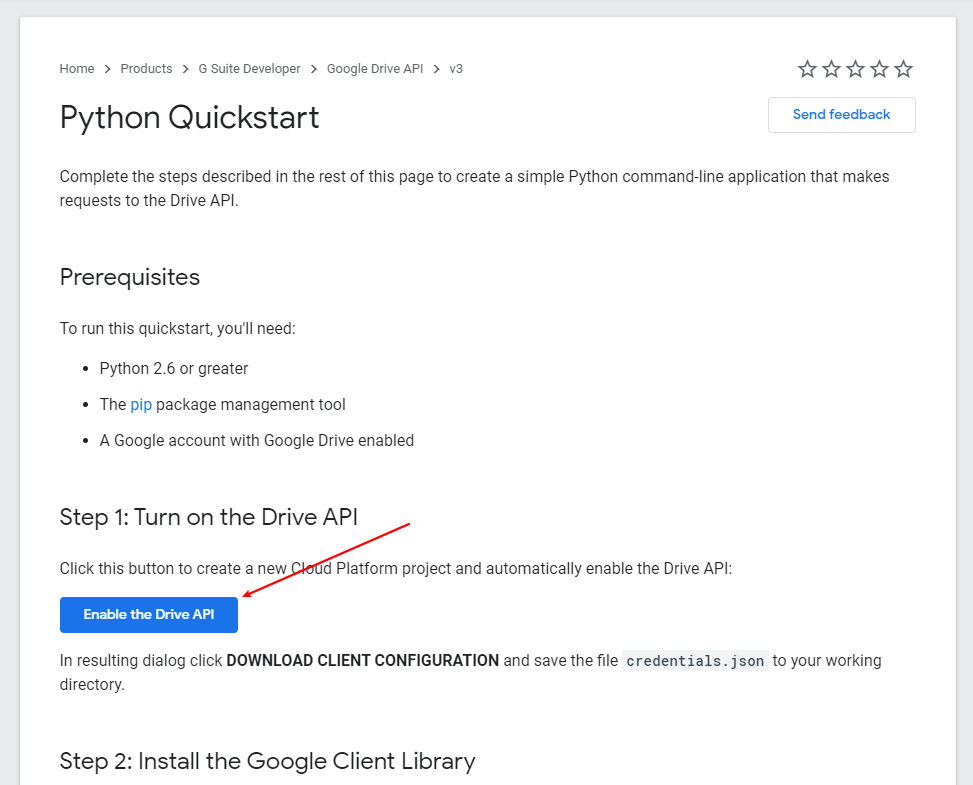 Home > Products > G Suite Developer > Google Drive API > v3
Python Quickstart
Send feedback
Complete the steps described in the rest of this page to create a simple Python command-line application that makes
requests to the Drive API.
Prerequisites
To run this quickstart, you'll need:
• Python 2.6 or greater
• The pip package management tool
• A Google account with Google Drive enabled
Step 1: Turn on the Drive API
Click this button to create a new Cloud Platform project and automatically enable the Drive API:
Enable the Drive API
In resulting dialog click DOWNLOAD CLIENT CONFIGURATION and save the file credentials.json to your working
directory.
Step 2: Install the Google Client Library